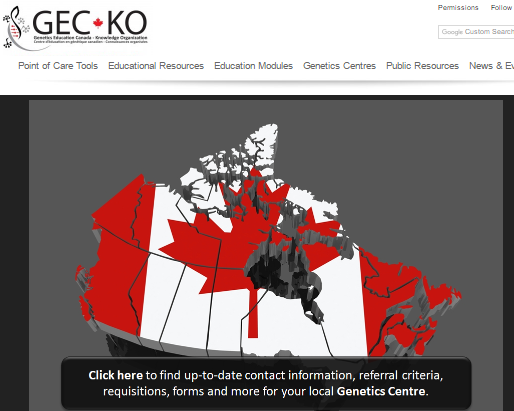 GEC KO
Genetics Education Canada - Knowledge Organization
Centre d'éducation en génétique canadien - Connaissances organisées
Permissions Follow
Google Custom Search
Point of Care Tools Educational Resources Education Modules Genetics Centres Public Resources News & Ev
Click here to find up-to-date contact information, referral criteria,
requisitions, forms and more for your local Genetics Centre.